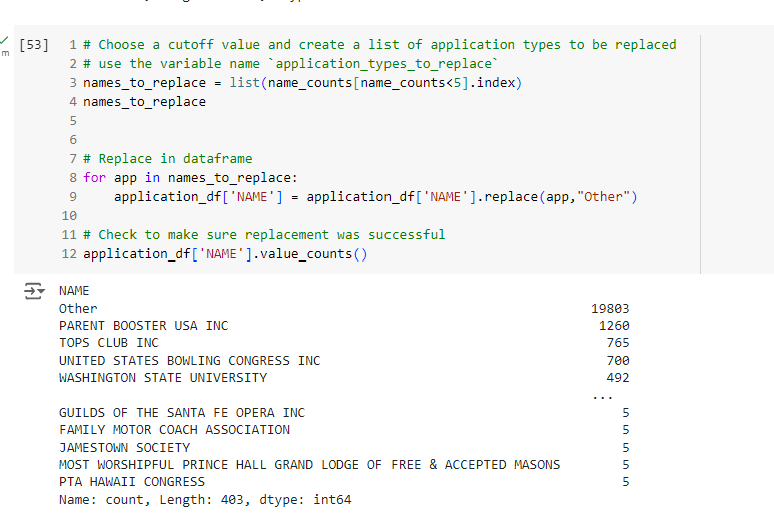 [53]
m
1 # Choose a cutoff value and create a list of application types to be replaced
2 # use the variable name `application_types_to_replace`
3 names_to_replace = list(name_counts[name_counts<5].index)
4 names_to_replace
5
6
7 # Replace in dataframe
8 for app in names_to_replace:
9     application_df['NAME'] = application_df['NAME'].replace(app,"Other")
10
11 # Check to make sure replacement was successful
12 application_df['NAME'].value_counts()
NAME
Other 19803
PARENT BOOSTER USA INC 1260
TOPS CLUB INC 765
UNITED STATES BOWLING CONGRESS INC 700
WASHINGTON STATE UNIVERSITY 492
...
GUILDS OF THE SANTA FE OPERA INC 5
FAMILY MOTOR COACH ASSOCIATION 5
JAMESTOWN SOCIETY 5
MOST WORSHIPFUL PRINCE HALL GRAND LODGE OF FREE & ACCEPTED MASONS 5
PTA HAWAII CONGRESS 5
Name: count, Length: 403, dtype: int64